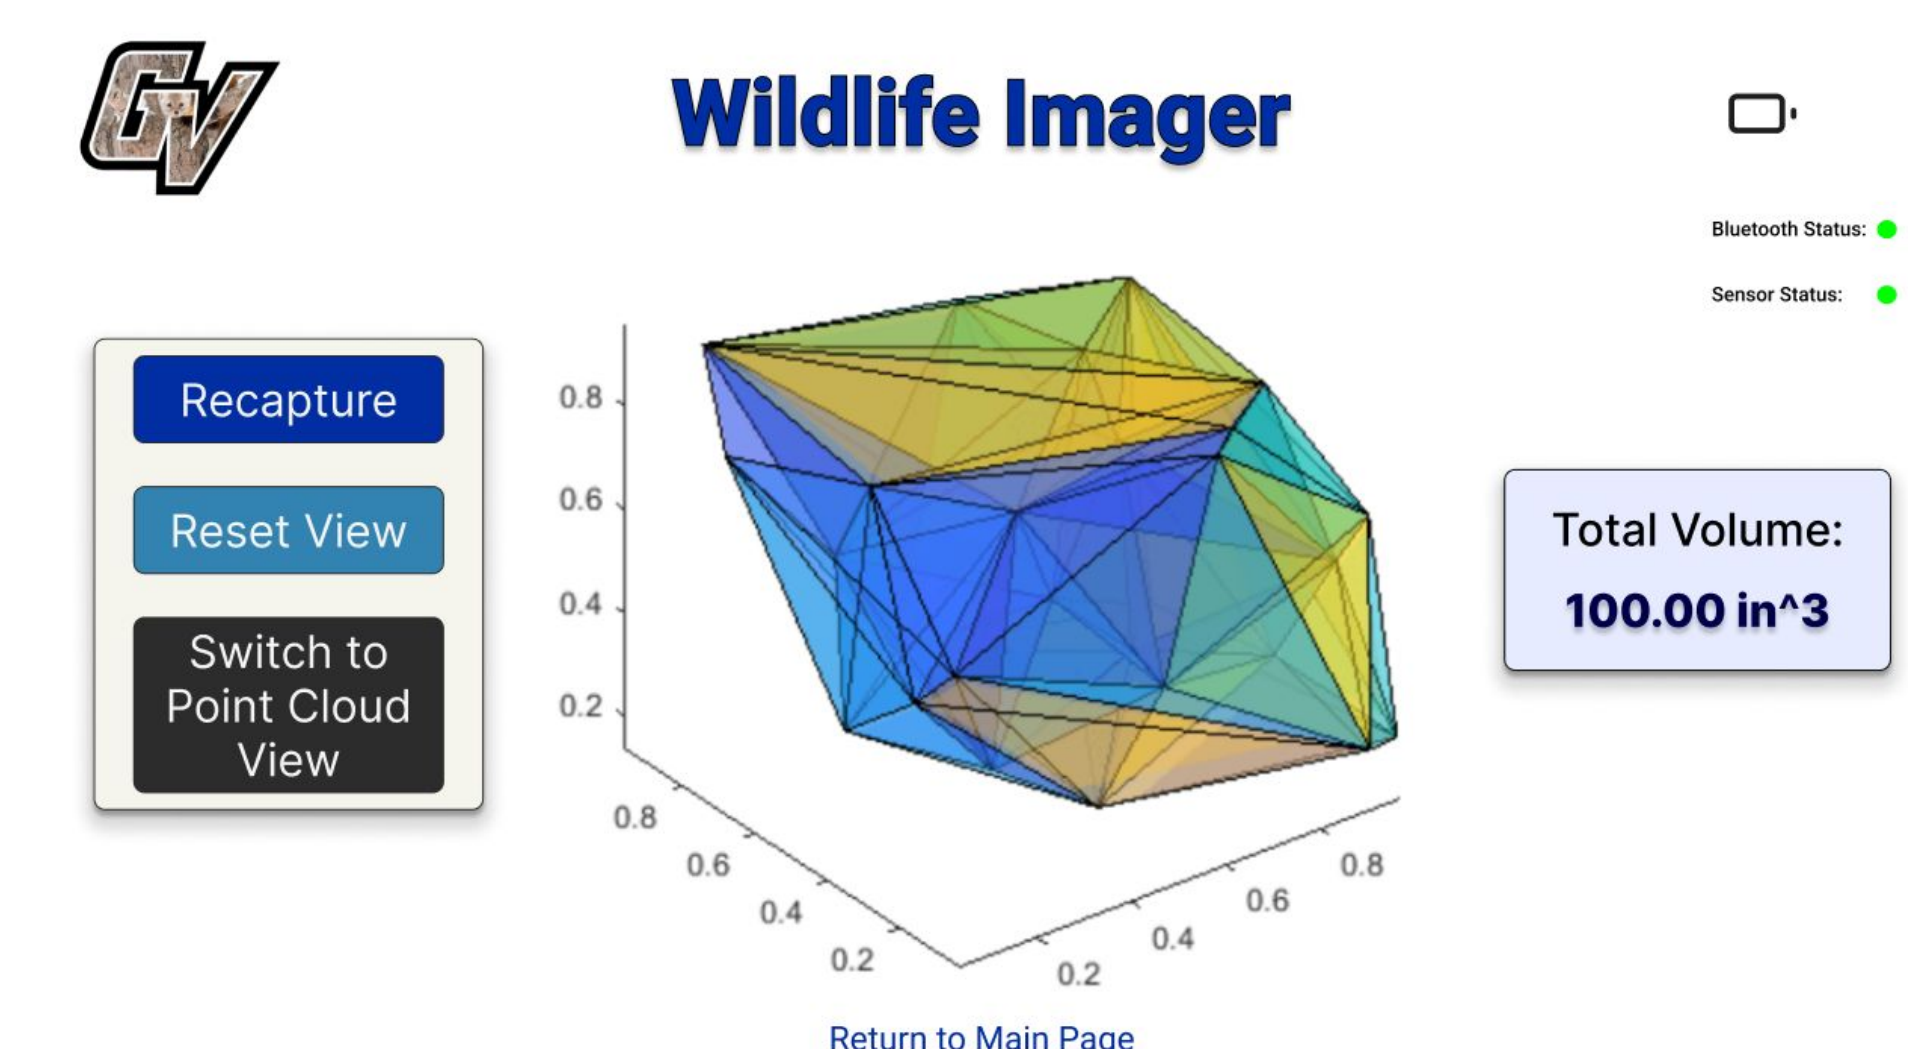 GV
Wildlife Imager
Bluetooth Status:
Sensor Status:
Recapture
Reset View
Switch to
Point Cloud
View
0.8
0.6
0.4
0.2
0.8
0.6
0.4
0.2
0.2
0.4
0.6
0.8
Total Volume:
100.00 in^3
Return to Main Page